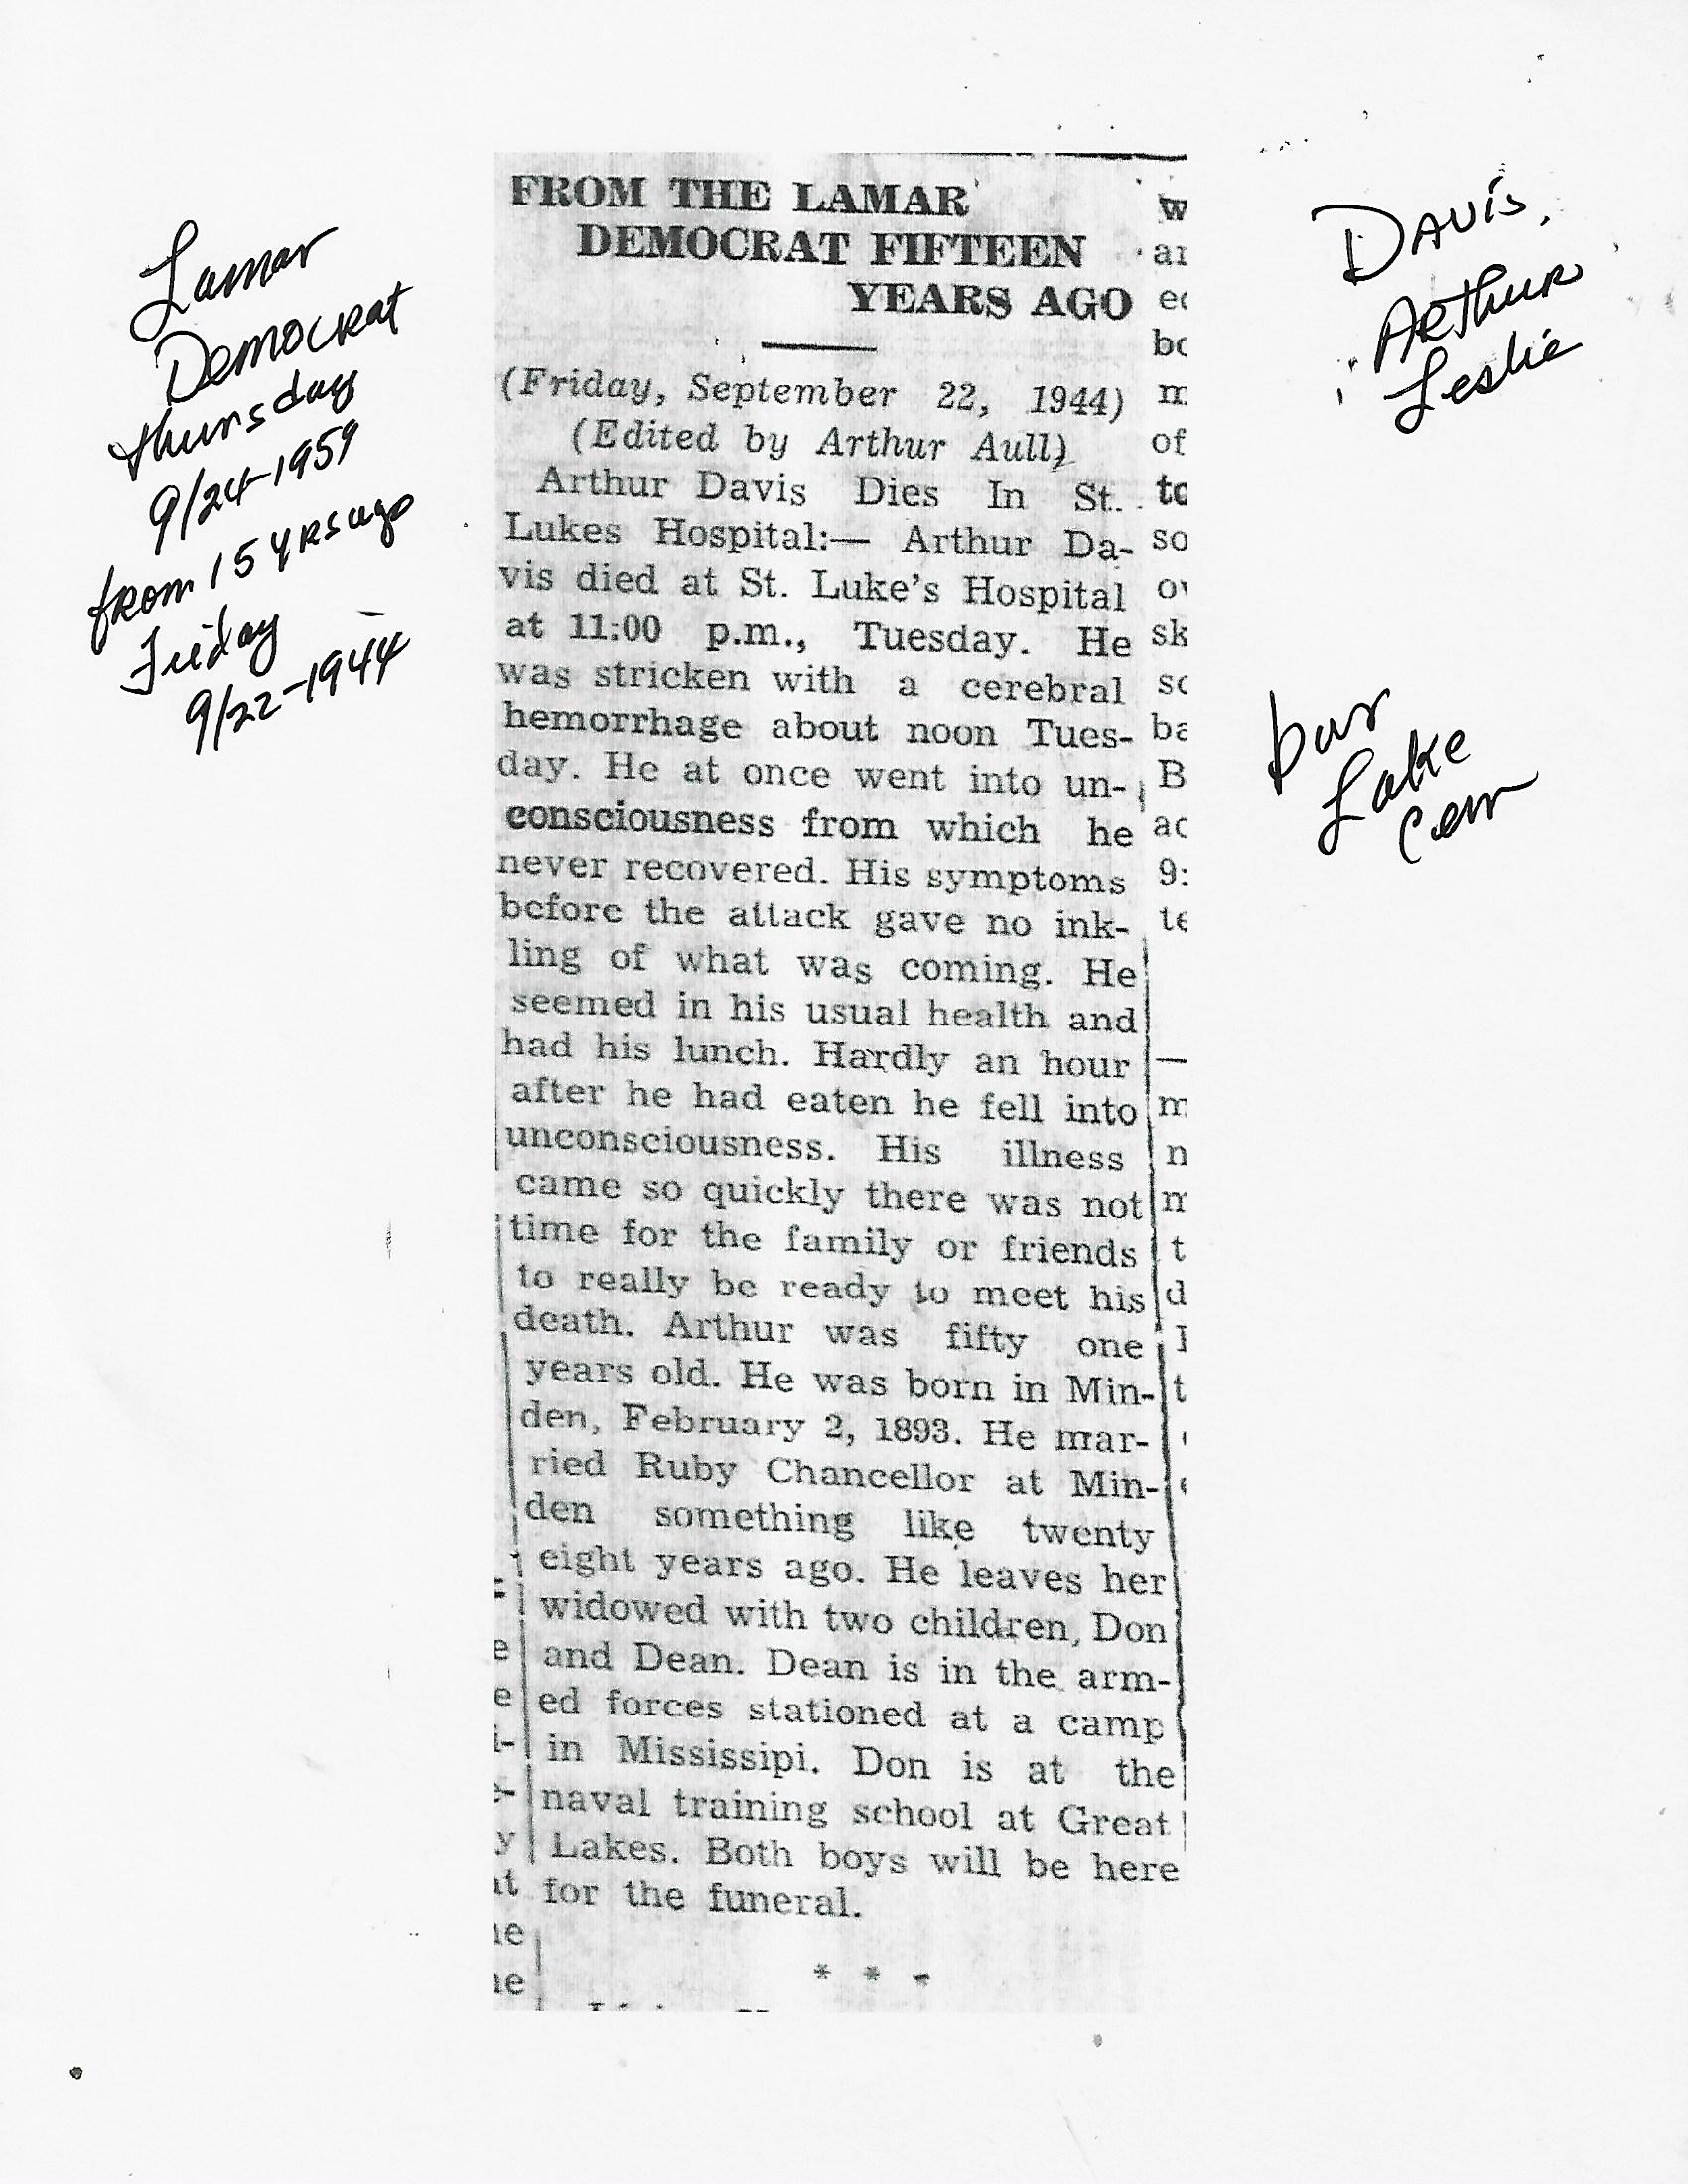 Lamar
Democrat
thursday
9/24-1959
from 15 yrs ago
Friday -
9/22-1944
DAVIS,
Arthur
Leslie
bur
Lake
Cem
FROM THE LAMAR
DEMOCRAT FIFTEEN
YEARS AGO
(Friday, September 22, 1944)
(Edited by Arthur Aull)
Arthur Davis Dies In St.
Lukes Hospital:— Arthur Da-
vis died at St. Luke's Hospital
at 11:00 p.m., Tuesday. He
was stricken with a cerebral
hemorrhage about noon Tues-
day. He at once went into un-
consciousness from which he
never recovered. His symptoms
before the attack gave no ink-
ling of what was coming. He
seemed in his usual health and
had his lunch. Hardly an hour
after he had eaten he fell into
unconsciousness. His illness
came so quickly there was not
time for the family or friends
to really be ready to meet his
death. Arthur was fifty one
years old. He was born in Min-
den, February 2, 1893. He mar-
ried Ruby Chancellor at Min-
den something like twenty
eight years ago. He leaves her
widowed with two children, Don
and Dean. Dean is in the arm-
ed forces stationed at a camp
in Mississipi. Don is at the
naval training school at Great
Lakes. Both boys will be here
for the funeral.
* * *